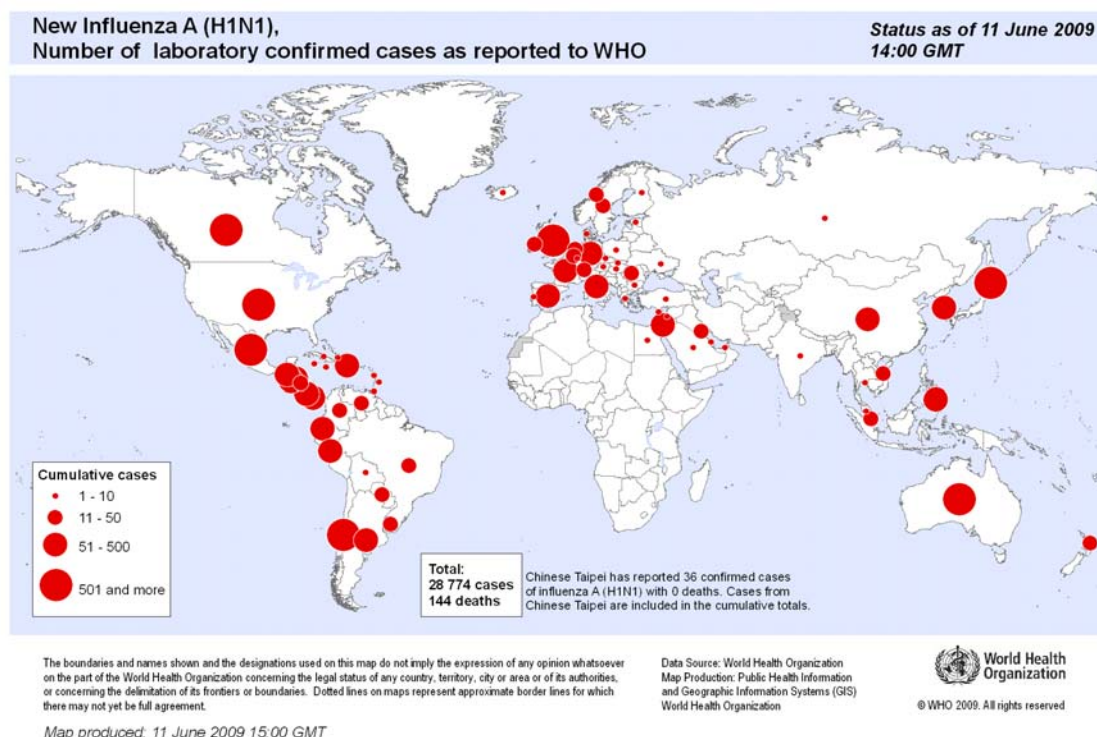 New Influenza A (H1N1),
Number of laboratory confirmed cases as reported to WHO
Status as of 11 June 2009
14:00 GMT
Cumulative cases
1 - 10
11 - 50
51 - 500
501 and more
Total:
28 774 cases
144 deaths
Chinese Taipei has reported 36 confirmed cases
of influenza A (H1N1) with 0 deaths. Cases from
Chinese Taipei are included in the cumulative totals.
The boundaries and names shown and the designations used on this map do not imply the expression of any opinion whatsoever
on the part of the World Health Organization concerning the legal status of any country, territory, city or area or of its authorities,
or concerning the delimitation of its frontiers or boundaries. Dotted lines on maps represent approximate border lines for which
there may not yet be full agreement.
Data Source: World Health Organization
Map Production: Public Health Information
and Geographic Information Systems (GIS)
World Health Organization
World Health
Organization
© WHO 2009. All rights reserved
Map produced: 11 June 2009 15:00 GMT